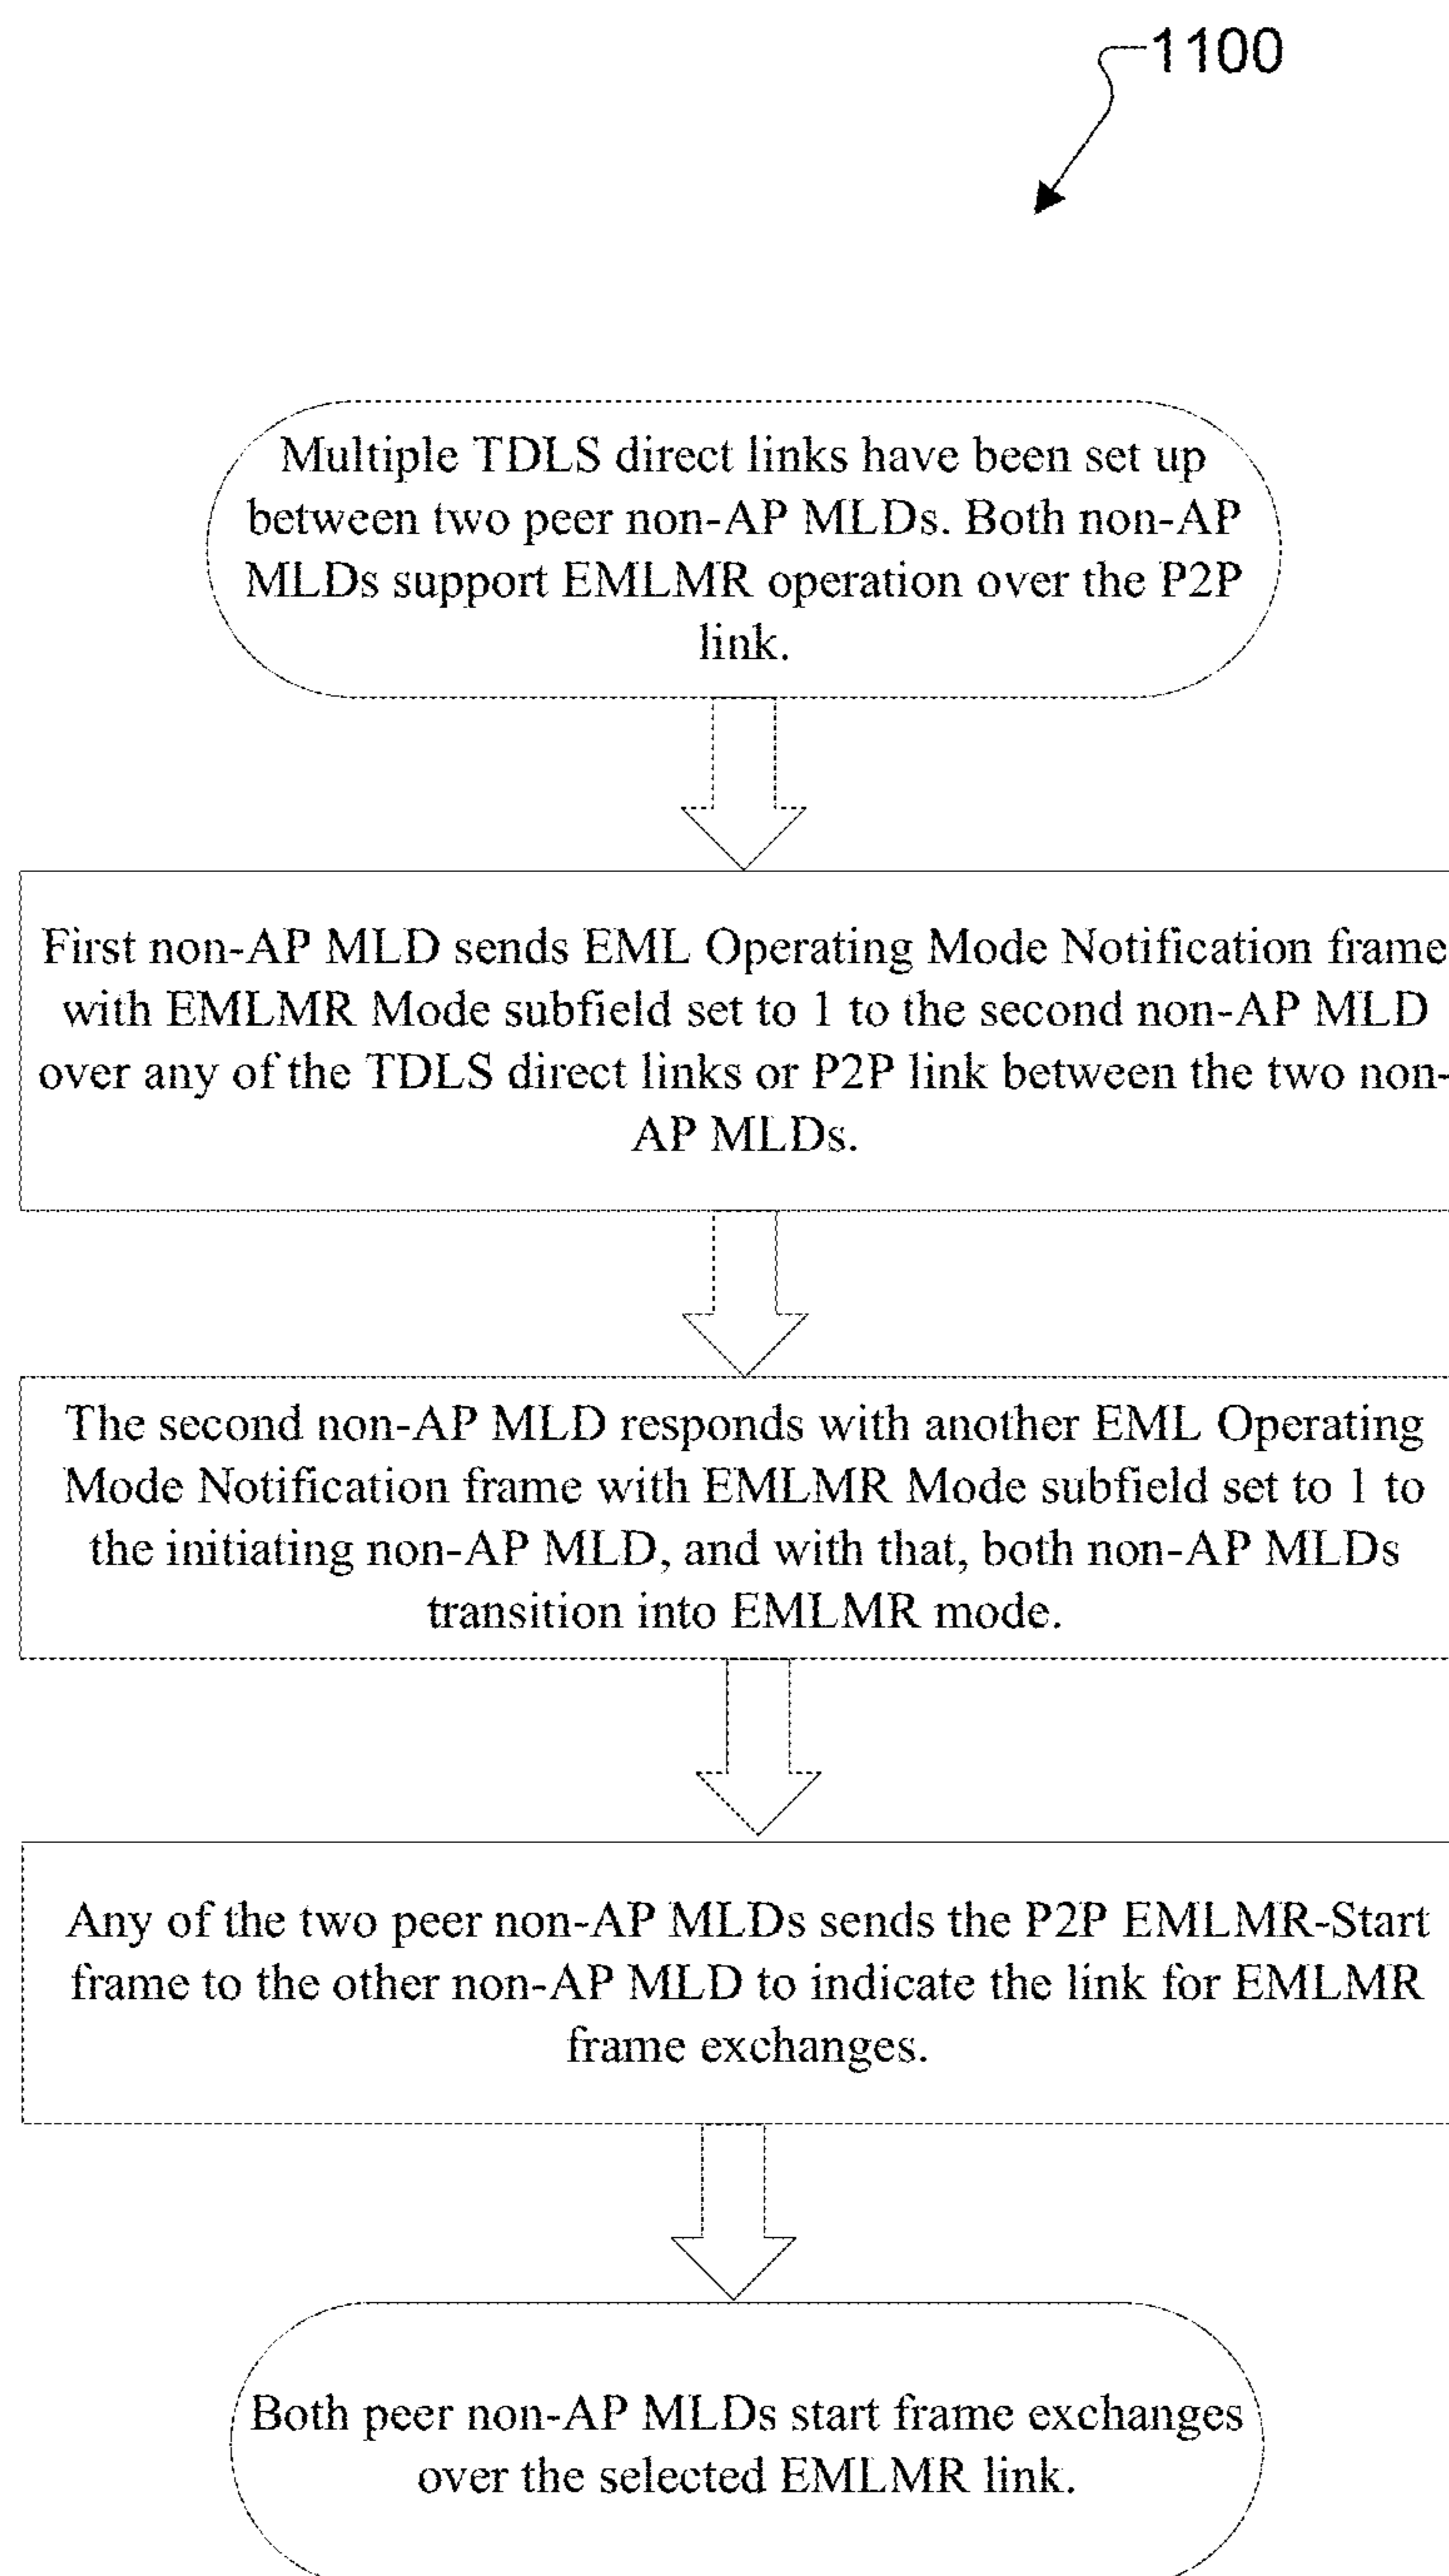 1100
Multiple TDLS direct links have been set up
between two peer non-AP MLDs. Both non-AP
MLDs support EMLMR operation over the P2P
link.
First non-AP MLD sends EML Operating Mode Notification frame
with EMLMR Mode subfield set to 1 to the second non-AP MLD
over any of the TDLS direct links or P2P link between the two non-
AP MLDs.
The second non-AP MLD responds with another EML Operating
Mode Notification frame with EMLMR Mode subfield set to 1 to
the initiating non-AP MLD, and with that, both non-AP MLDs
transition into EMLMR mode.
Any of the two peer non-AP MLDs sends the P2P EMLMR-Start
frame to the other non-AP MLD to indicate the link for EMLMR
frame exchanges.
Both peer non-AP MLDs start frame exchanges
over the selected EMLMR link.